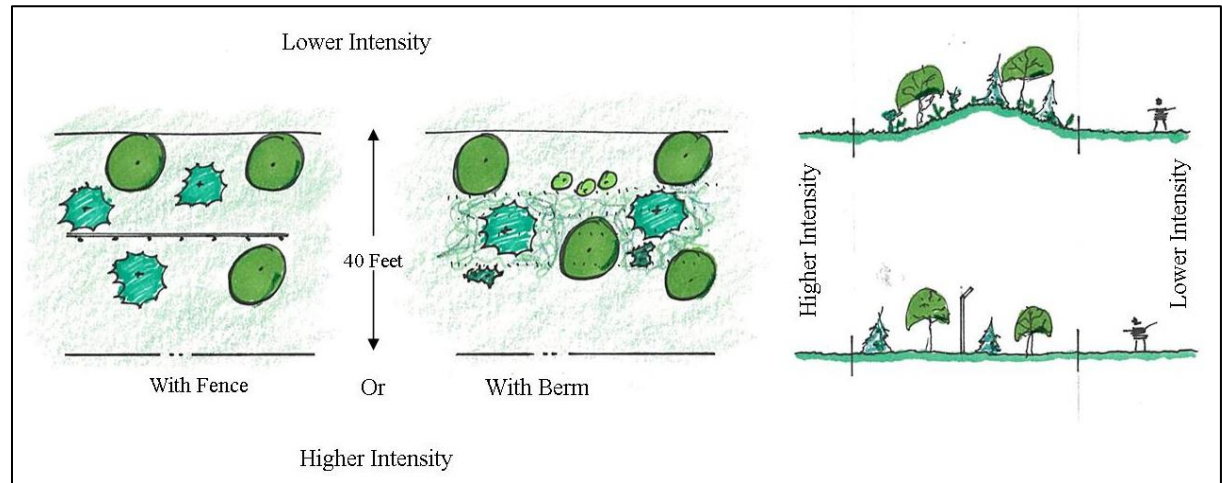 Lower Intensity
40 Feet
With Fence
Or
With Berm
Higher Intensity
Higher Intensity
Lower Intensity